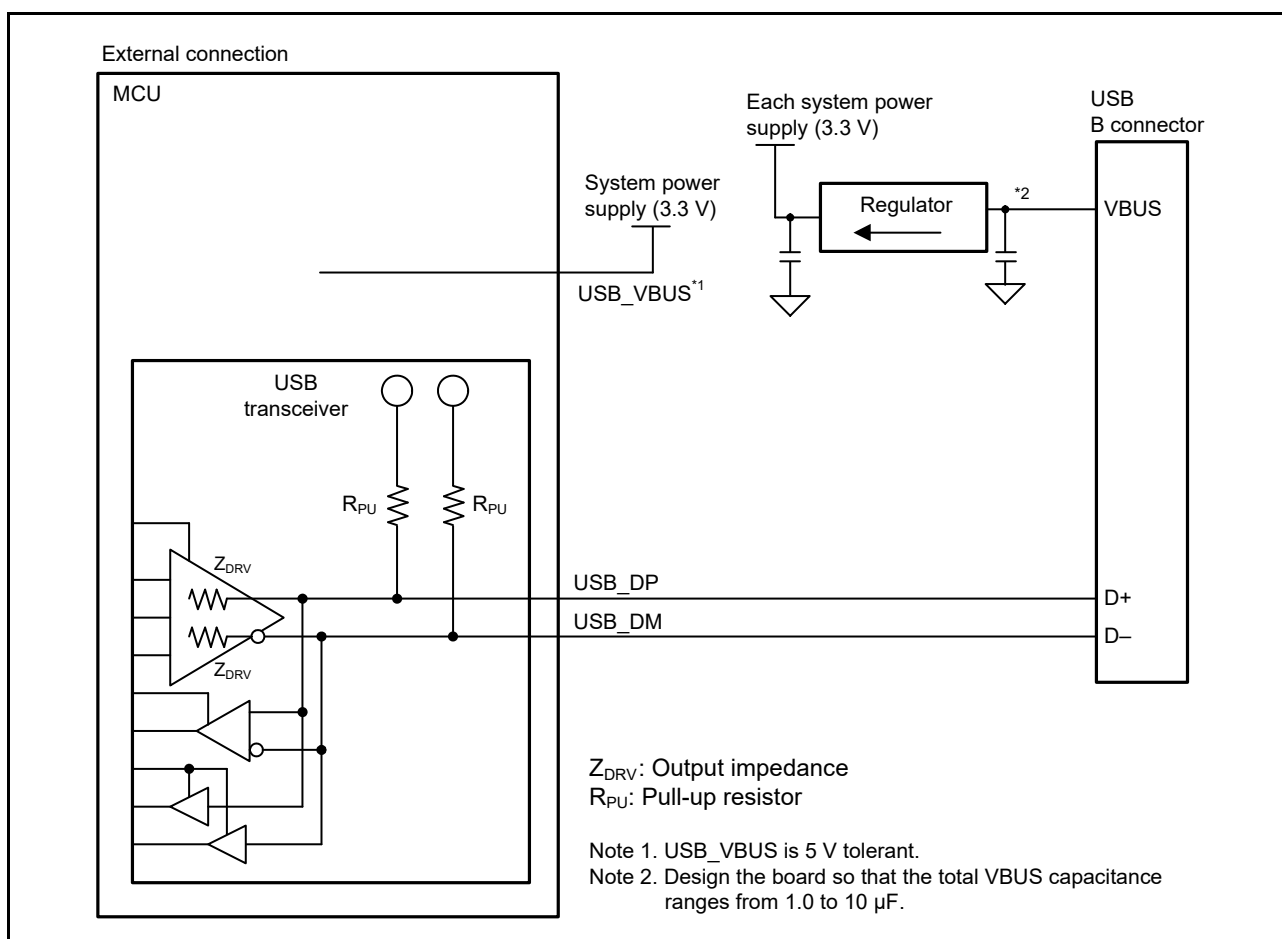 External connection
MCU
Each system power
supply (3.3 V)
USB
B connector
System power
supply (3.3 V)
*2
Regulator
VBUS
USB_VBUS*1
USB
transceiver
RPU
RPU
ZDRV
USB_DP
D+
USB_DM
D–
ZDRV
ZDRV: Output impedance
RPU: Pull-up resistor
Note 1. USB_VBUS is 5 V tolerant.
Note 2. Design the board so that the total VBUS capacitance
ranges from 1.0 to 10 µF.